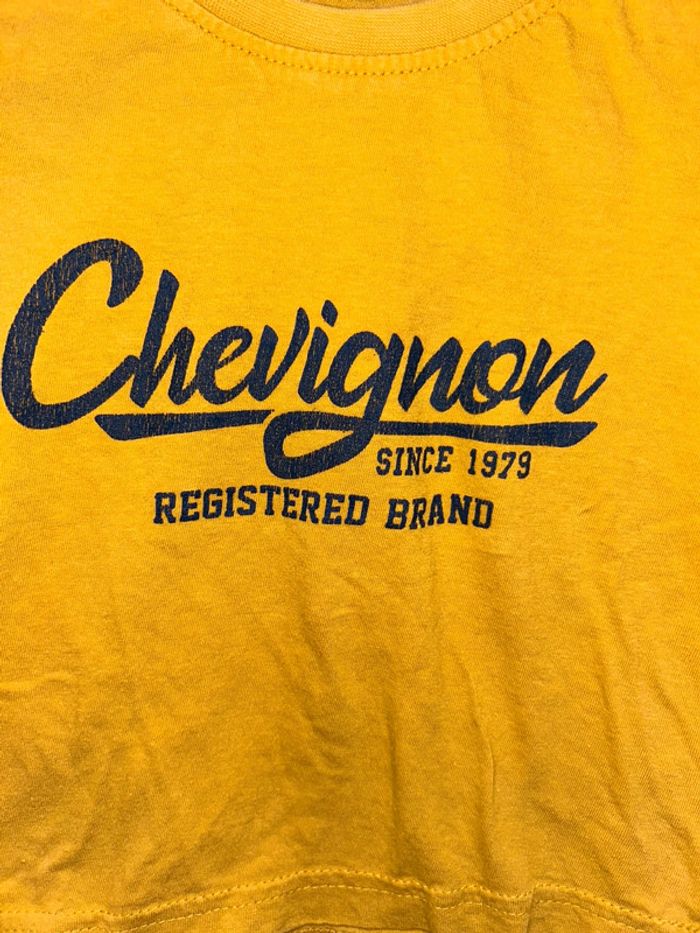 Chevignon
SINCE 1979
REGISTERED BRAND